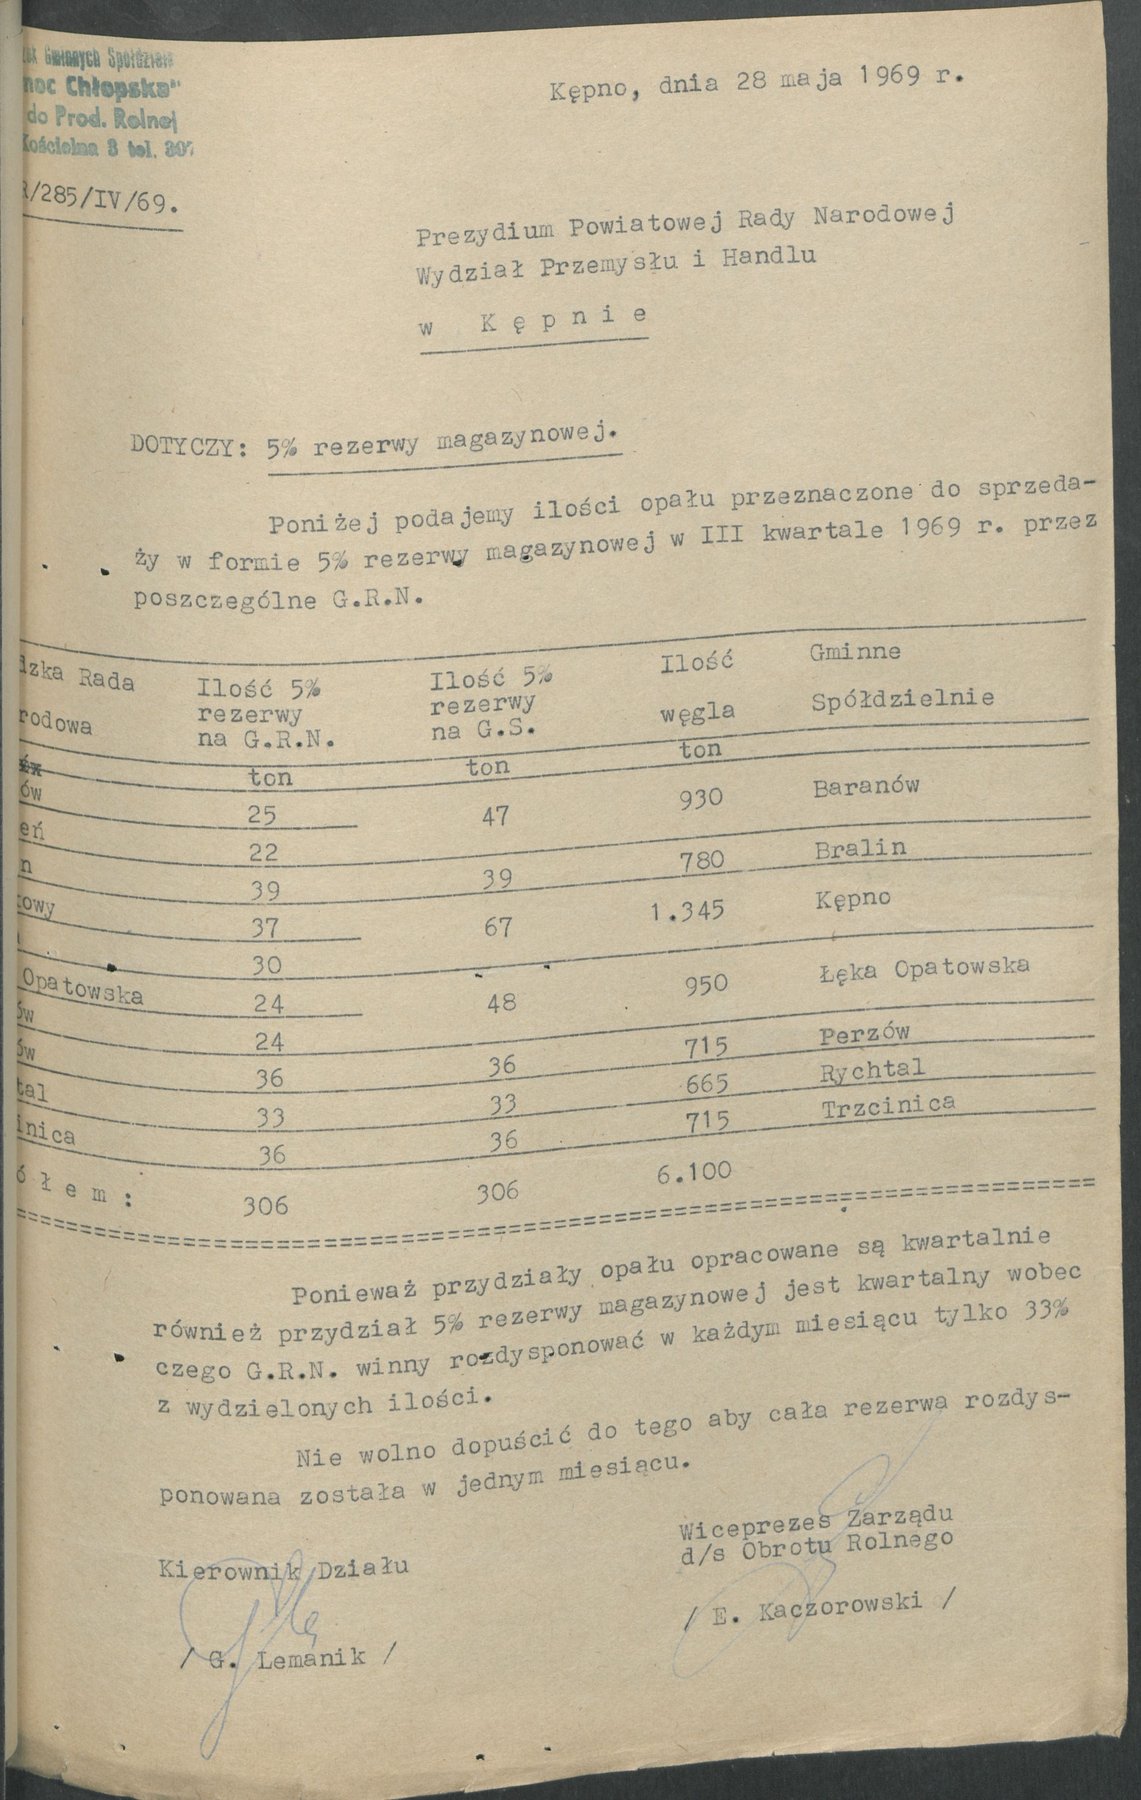 Gminnych Spółdziel
moc Chłopska"
do Prod. Rolnej
Kościelna 8 tel. 307
R/285/IV/69.
Kępno, dnia 28 maja 1969 r.
Prezydium Powiatowej Rady Narodowej
Wydział Przemysłu i Handlu
w K ę p n i e
DOTYCZY: 5% rezerwy magazynowej.
Poniżej podajemy ilości opału przeznaczone do sprzeda-
ży w formie 5% rezerwy magazynowej w III kwartale 1969 r. przez
poszczególne G.R.N.
dzka Rada Ilość 5% Ilość 5% Ilość Gminne
rodowa rezerwy rezerwy węgla Spółdzielnie
na G.R.N. na G.S.
ton ton ton
ów 25 47 930 Baranów
eń 22
n 39 39 780 Bralin
owy 37 67 1.345 Kępno
30
Opatowska 24 48 950 Łęka Opatowska
ów 24
ów 36 36 715 Perzów
tal 33 33 665 Rychtal
inica 36 36 715 Trzcinica
ó ł e m : 306 306 6.100
Ponieważ przydziały opału opracowane są kwartalnie
również przydział 5% rezerwy magazynowej jest kwartalny wobec
czego G.R.N. winny rozdysponować w każdym miesiącu tylko 33%
z wydzielonych ilości.
Nie wolno dopuścić do tego aby cała rezerwa rozdys-
ponowana została w jednym miesiącu.
Kierownik Działu
/ G. Lemanik /
Wiceprezes Zarządu
d/s Obrotu Rolnego
/ E. Kaczorowski /